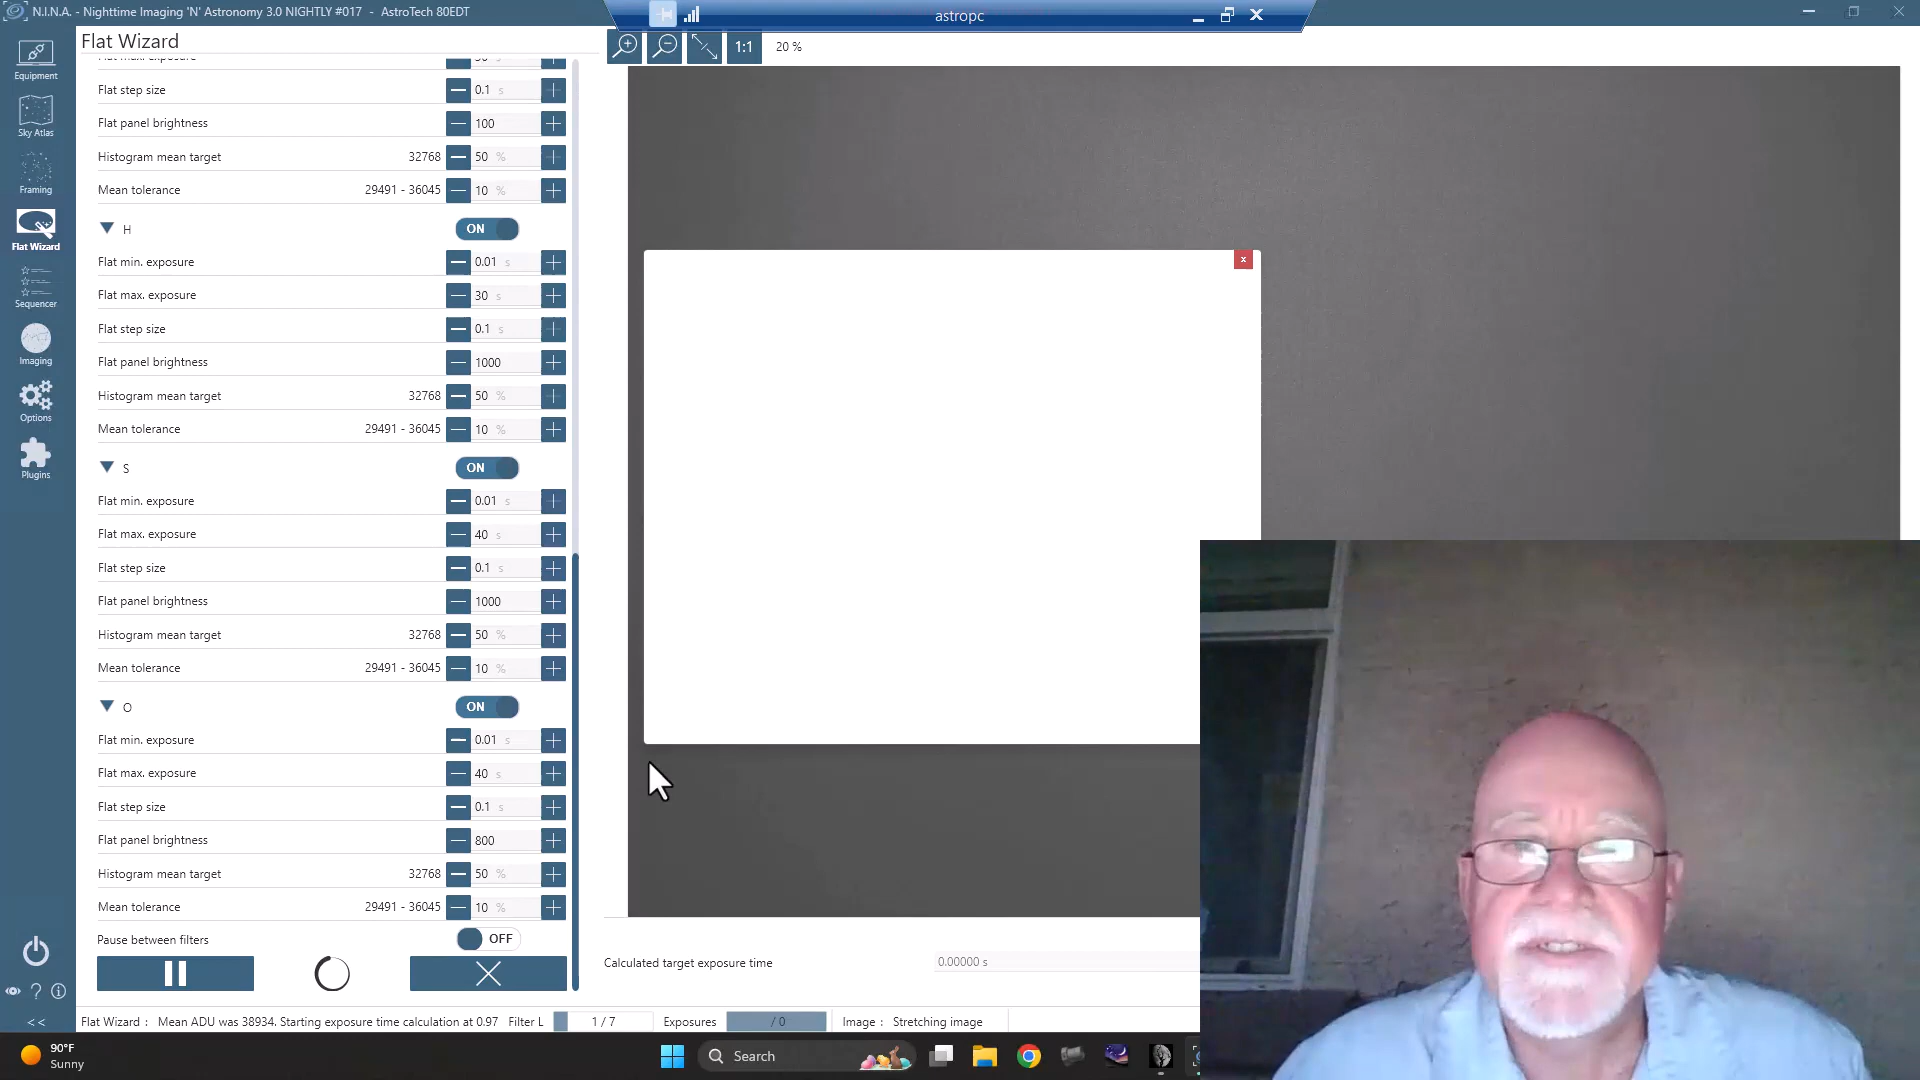 N.I.N.A. - Nighttime Imaging 'N' Astronomy 3.0 NIGHTLY #017 - AstroTech 80EDT
astropc
Flat Wizard
1:1
20 %
Equipment
Sky Atlas
Framing
Flat Wizard
Sequencer
Imaging
Options
Plugins
Flat step size 0.1 s
Flat panel brightness 100
Histogram mean target 32768 50 %
Mean tolerance 29491 - 36045 10 %
H ON
Flat min. exposure 0.01 s
Flat max. exposure 30 s
Flat step size 0.1 s
Flat panel brightness 1000
Histogram mean target 32768 50 %
Mean tolerance 29491 - 36045 10 %
S ON
Flat min. exposure 0.01 s
Flat max. exposure 40 s
Flat step size 0.1 s
Flat panel brightness 1000
Histogram mean target 32768 50 %
Mean tolerance 29491 - 36045 10 %
O ON
Flat min. exposure 0.01 s
Flat max. exposure 40 s
Flat step size 0.1 s
Flat panel brightness 800
Histogram mean target 32768 50 %
Mean tolerance 29491 - 36045 10 %
Pause between filters OFF
x
Calculated target exposure time 0.00000 s
<<
Flat Wizard : Mean ADU was 38934. Starting exposure time calculation at 0.97 Filter L 1 / 7 Exposures / 0 Image : Stretching image
90°F
Sunny
Search